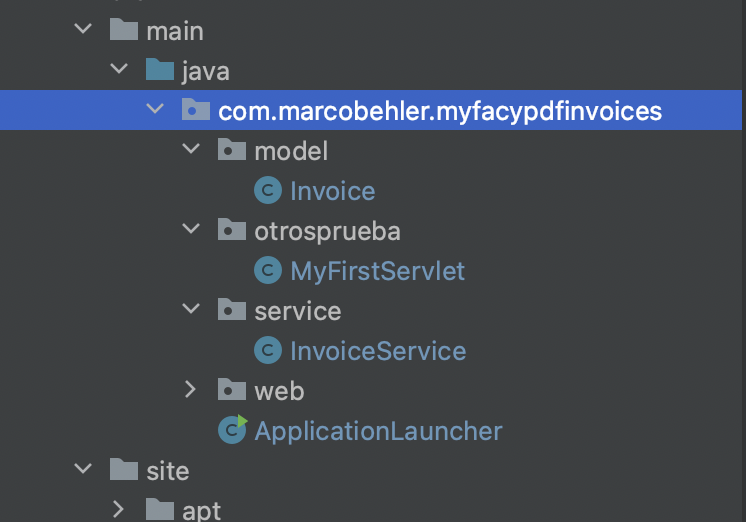 main
java
com.marcobehler.myfacypdfinvoices
model
C Invoice
otrosprueba
C MyFirstServlet
service
C InvoiceService
web
C ApplicationLauncher
site
apt